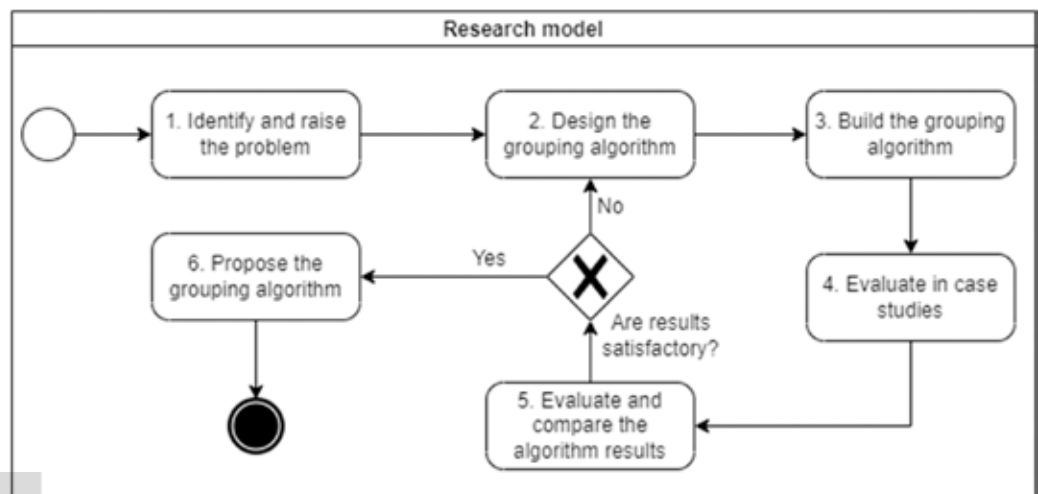 Research model
1. Identify and raise
the problem
2. Design the
grouping algorithm
3. Build the grouping
algorithm
No
Yes
6. Propose the
grouping algorithm
4. Evaluate in case
studies
Are results
satisfactory?
5. Evaluate and
compare the
algorithm results